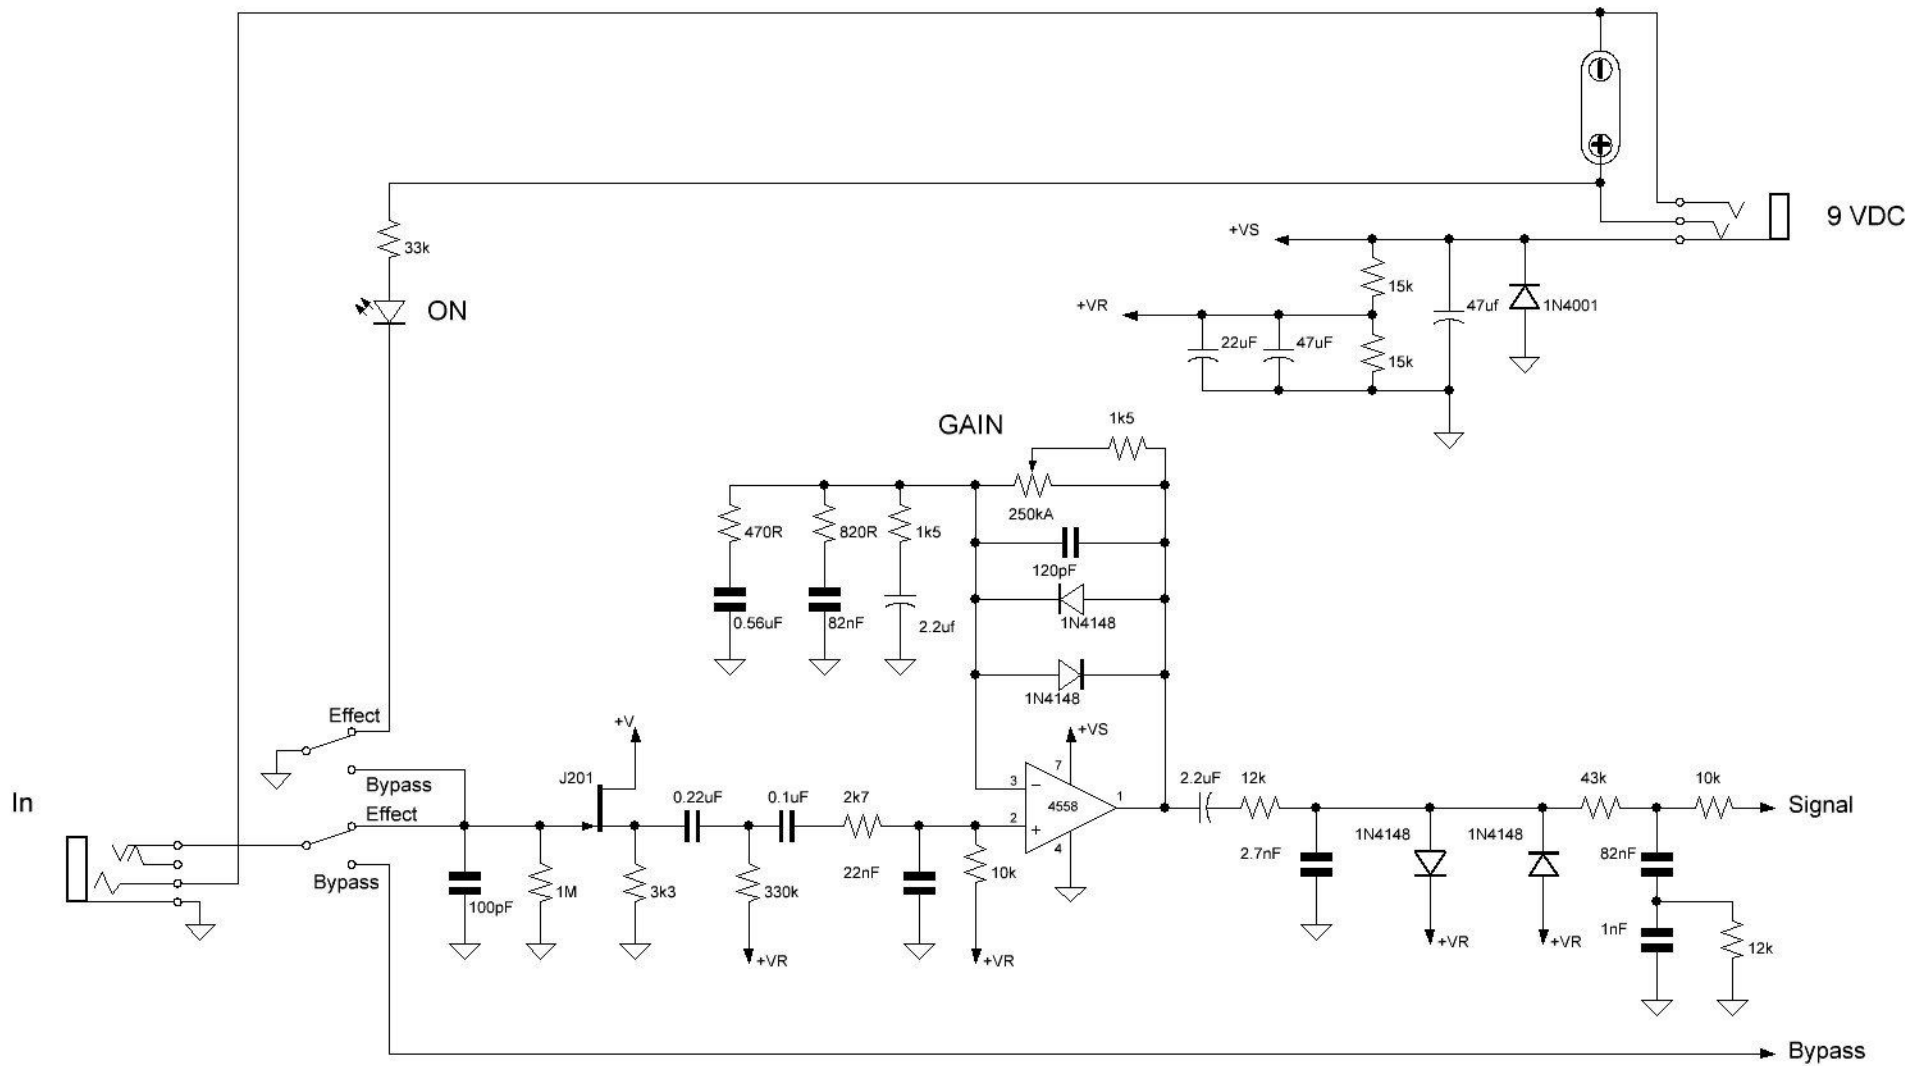 9 VDC
+VS
33k
15k
ON
+VR
47uf
1N4001
22uF
47uF
15k
GAIN
1k5
250kA
470R
820R
1k5
120pF
0.56uF
82nF
2.2uf
1N4148
1N4148
Effect
+V
+VS
Bypass
J201
7
3
−
2.2uF
12k
43k
10k
In
0.22uF
0.1uF
2k7
4558
1
Signal
Effect
2
+
1N4148
1N4148
4
2.7nF
82nF
Bypass
22nF
10k
100pF
1M
3k3
330k
1nF
+VR
+VR
+VR
+VR
12k
Bypass